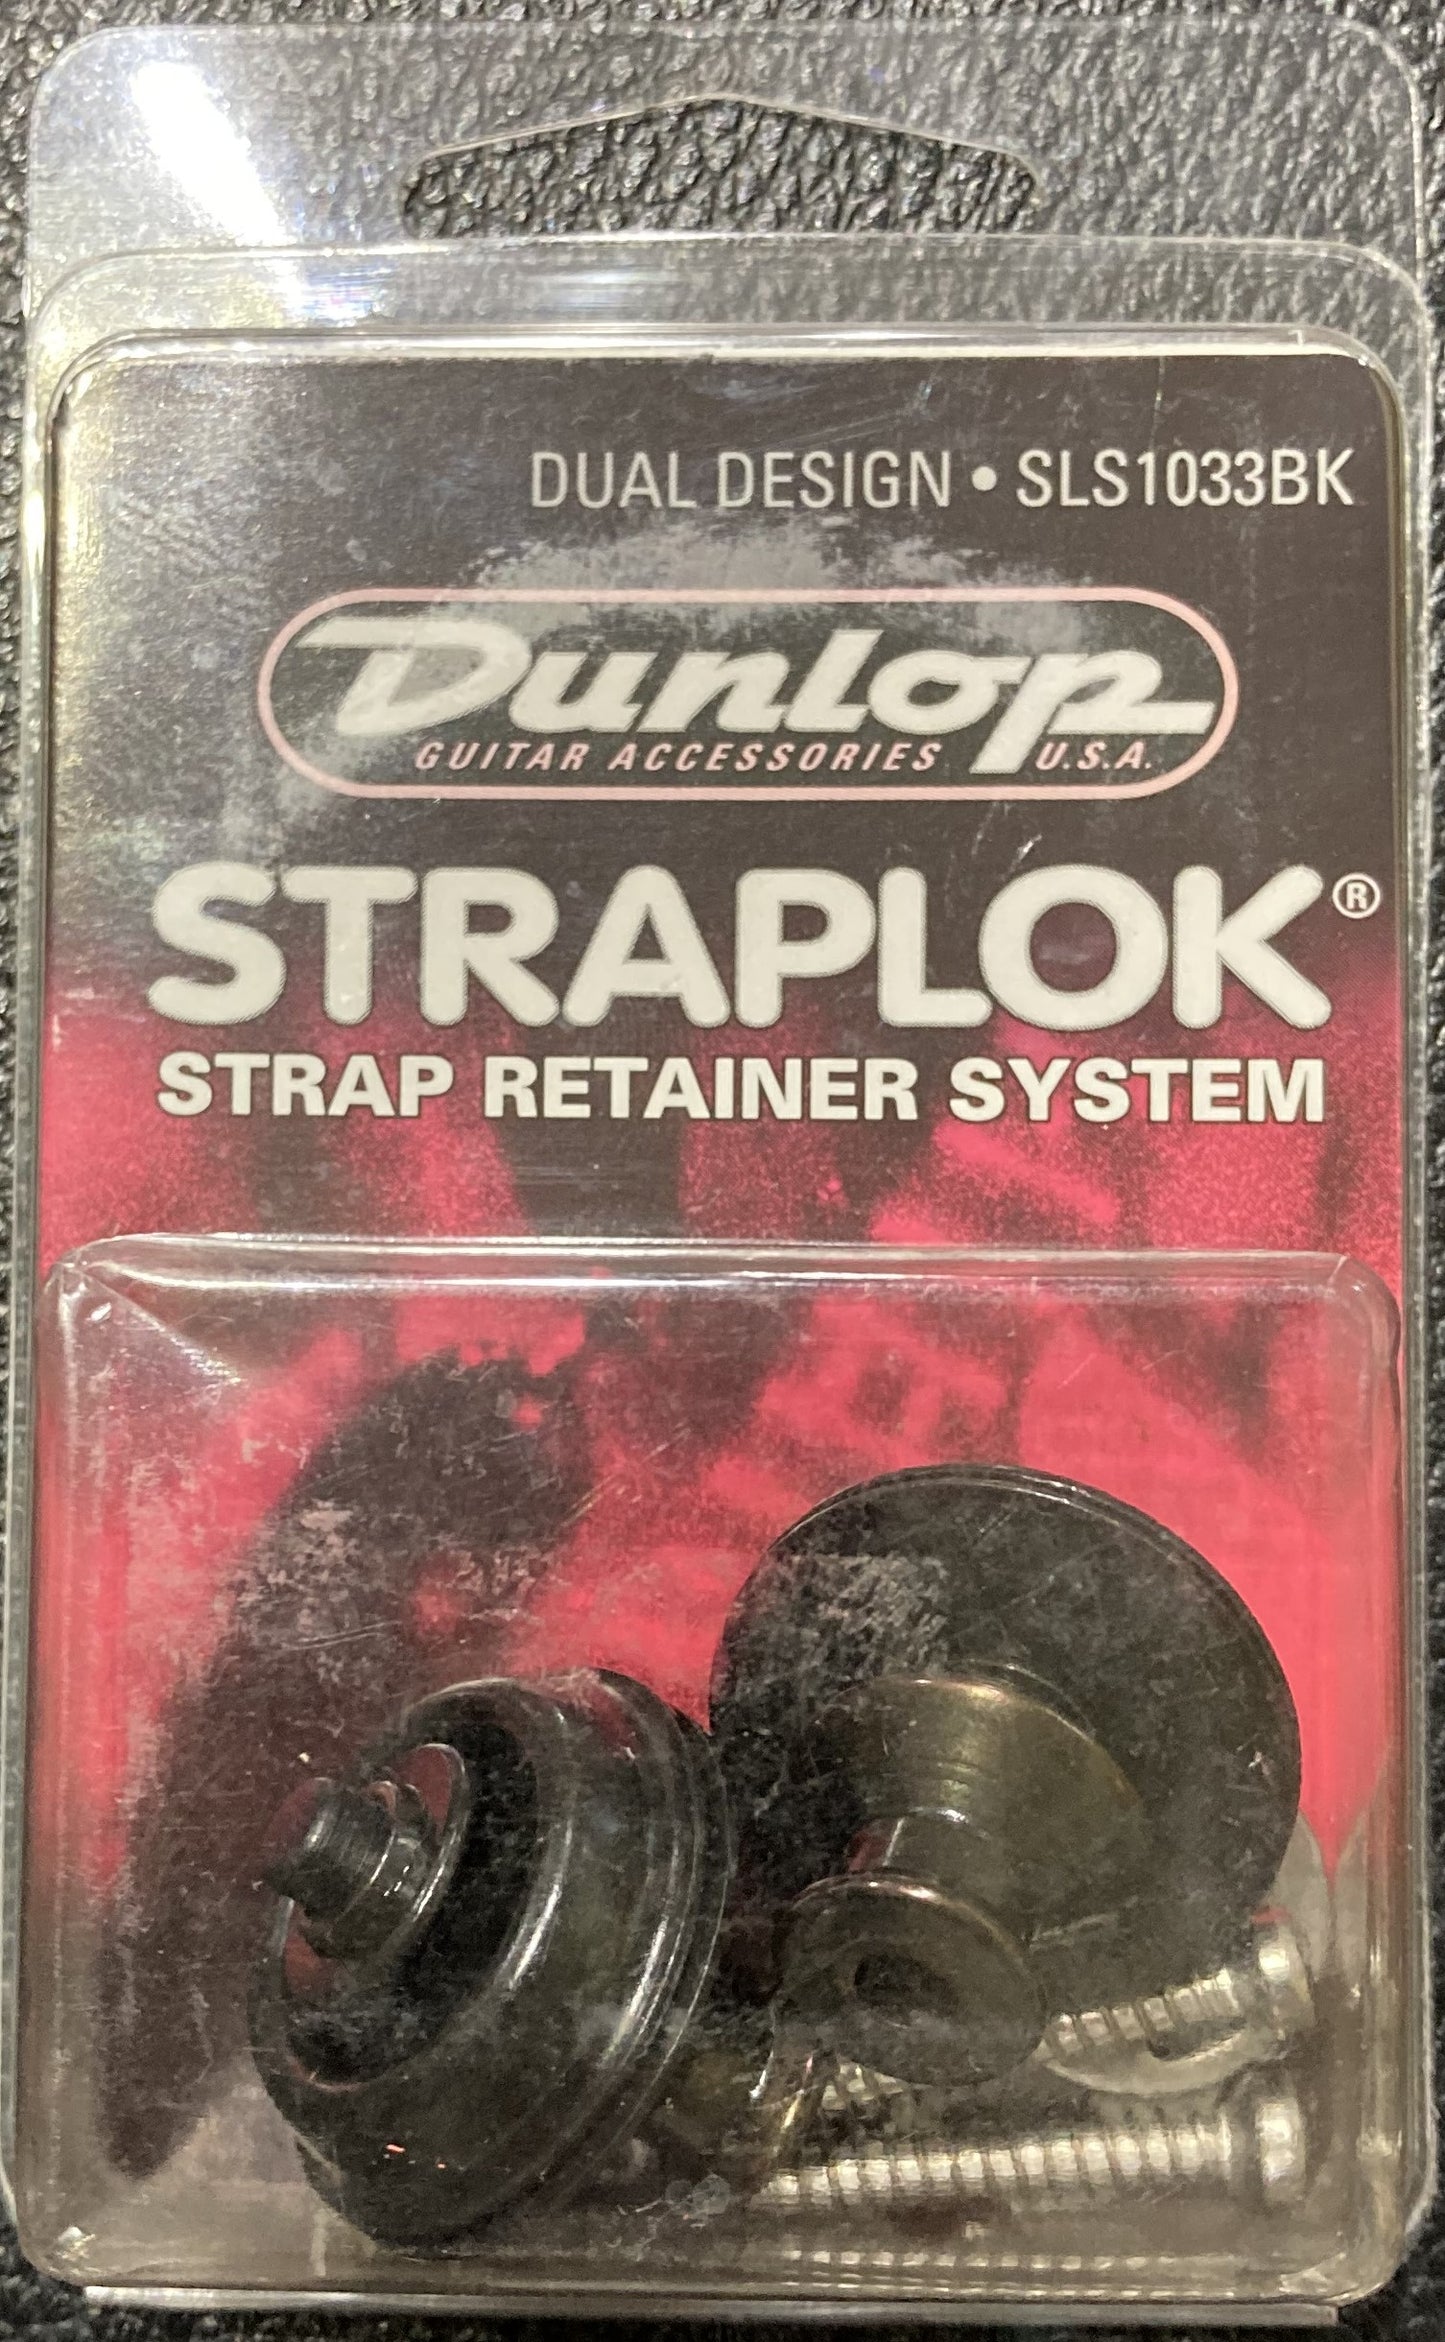 DUAL DESIGN • SLS1033BK
Dunlop
GUITAR ACCESSORIES U.S.A.
STRAPLOK®
STRAP RETAINER SYSTEM